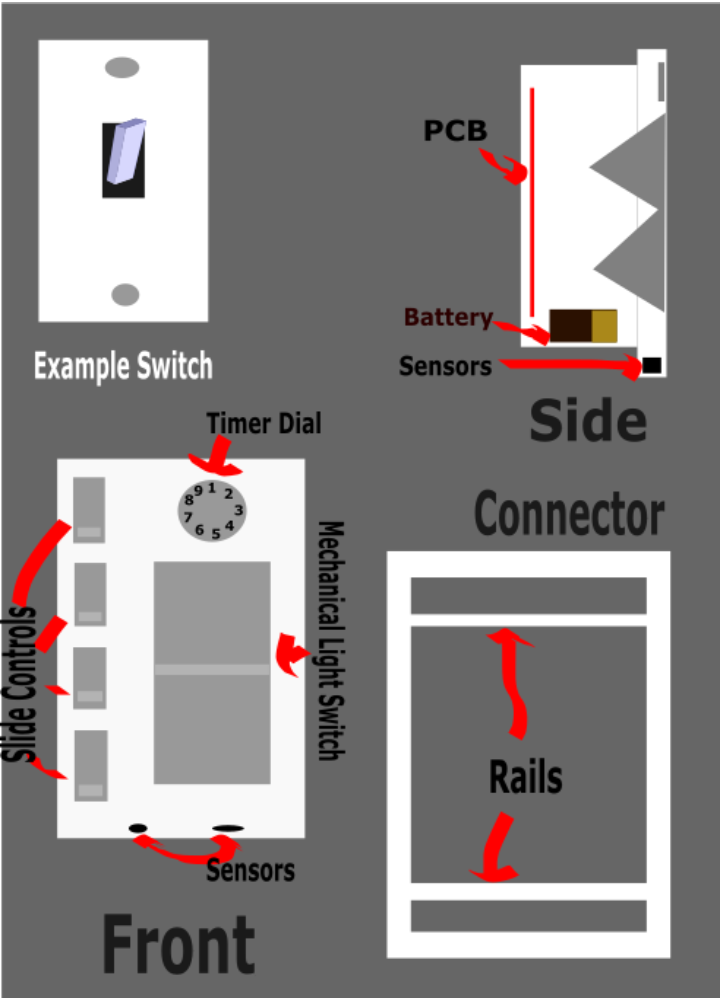 PCB
Example Switch
Battery
Sensors
Side
Timer Dial
1
2
3
4
5
6
7
8
9
Slide Controls
Mechanical Light Switch
Sensors
Front
Connector
Rails